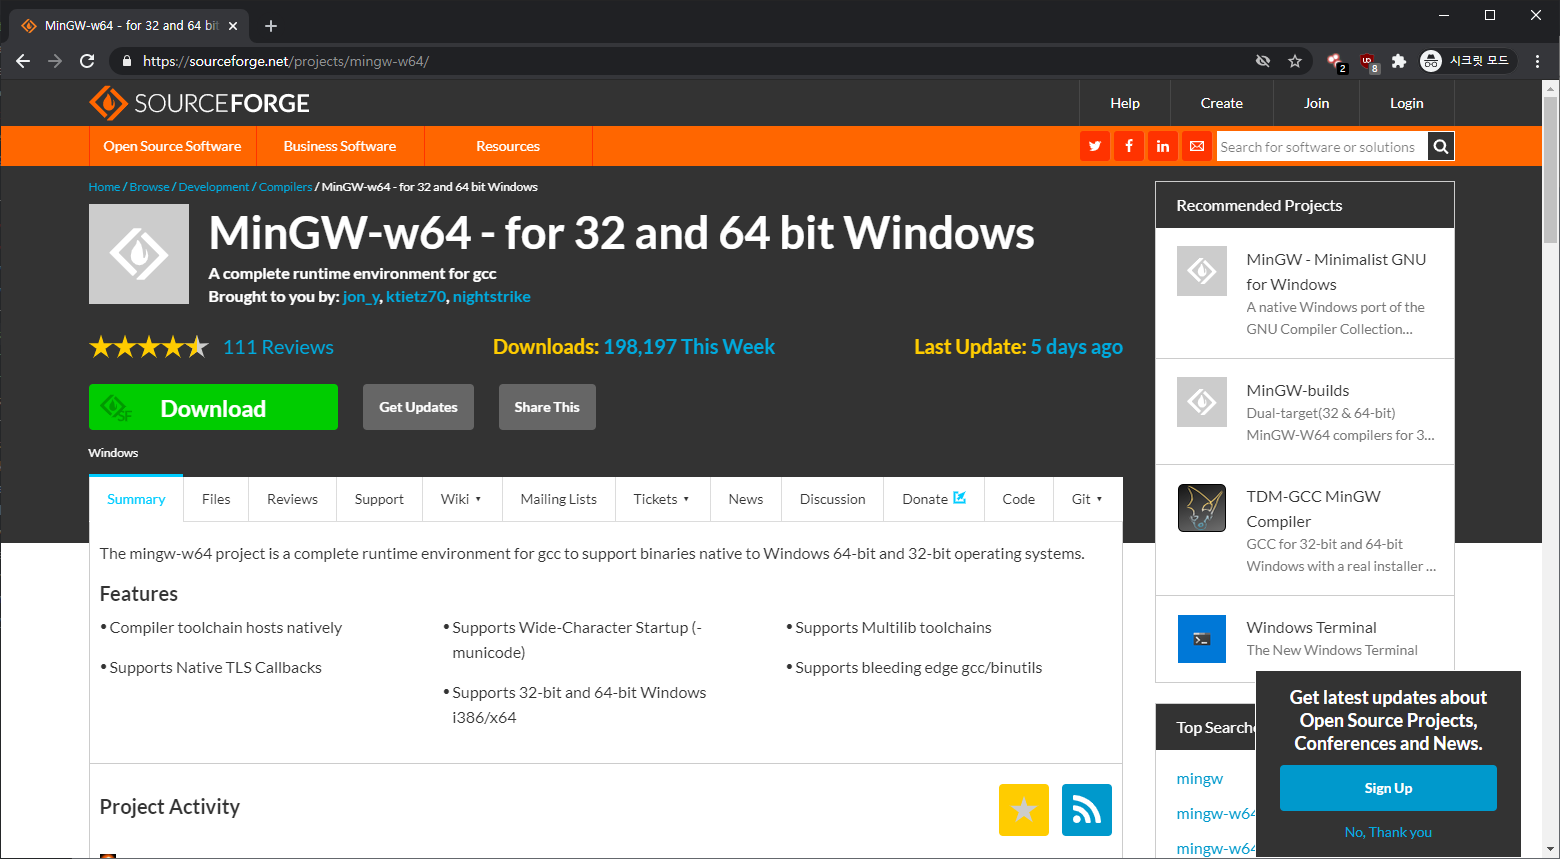 MinGW-w64 - for 32 and 64 bit
https://sourceforge.net/projects/mingw-w64/
2
8
시크릿 모드
SOURCEFORGE
Help
Create
Join
Login
Open Source Software
Business Software
Resources
Search for software or solutions
Home / Browse / Development / Compilers / MinGW-w64 - for 32 and 64 bit Windows
MinGW-w64 - for 32 and 64 bit Windows
A complete runtime environment for gcc
Brought to you by: jon_y, ktietz70, nightstrike
111 Reviews
Downloads: 198,197 This Week
Last Update: 5 days ago
SF
Download
Get Updates
Share This
Windows
Summary
Files
Reviews
Support
Wiki
Mailing Lists
Tickets
News
Discussion
Donate
Code
Git
The mingw-w64 project is a complete runtime environment for gcc to support binaries native to Windows 64-bit and 32-bit operating systems.
Features
• Compiler toolchain hosts natively
• Supports Native TLS Callbacks
• Supports Wide-Character Startup (-
municode)
• Supports 32-bit and 64-bit Windows
i386/x64
• Supports Multilib toolchains
• Supports bleeding edge gcc/binutils
Project Activity
Recommended Projects
MinGW - Minimalist GNU
for Windows
A native Windows port of the
GNU Compiler Collection...
MinGW-builds
Dual-target(32 & 64-bit)
MinGW-W64 compilers for 3...
TDM-GCC MinGW
Compiler
GCC for 32-bit and 64-bit
Windows with a real installer ...
Windows Terminal
The New Windows Terminal
Top Searche
mingw
mingw-w64
mingw-w64
Get latest updates about
Open Source Projects,
Conferences and News.
Sign Up
No, Thank you